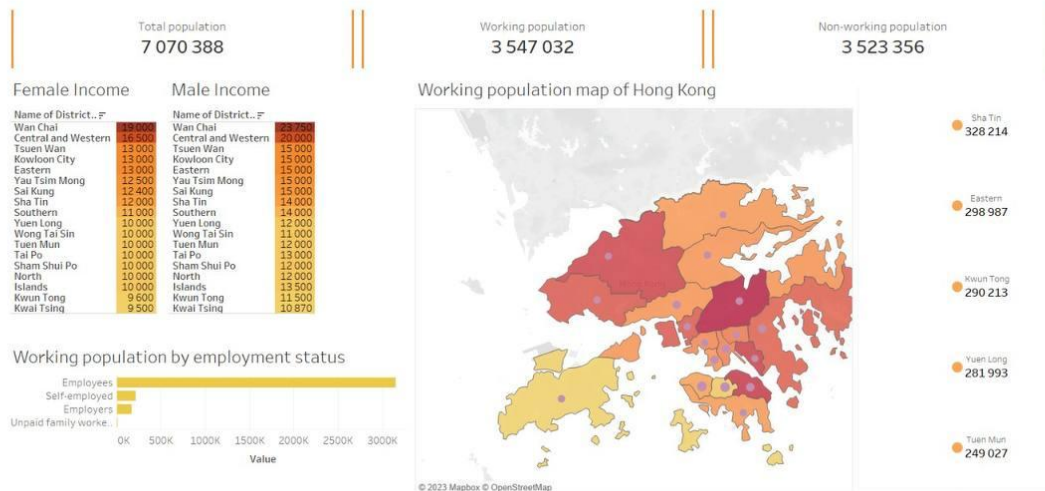 Total population
7 070 388
Working population
3 547 032
Non-working population
3 523 356
Female Income
Name of District..
Wan Chai 19 000
Central and Western 16 500
Tsuen Wan 13 000
Kowloon City 13 000
Eastern 13 000
Yau Tsim Mong 12 500
Sai Kung 12 400
Sha Tin 12 000
Southern 11 000
Yuen Long 10 000
Wong Tai Sin 10 000
Tuen Mun 10 000
Tai Po 10 000
Sham Shui Po 10 000
North 10 000
Islands 10 000
Kwun Tong 9 600
Kwai Tsing 9 500
Male Income
Name of District..
Wan Chai 23 750
Central and Western 20 000
Tsuen Wan 15 000
Kowloon City 15 000
Eastern 15 000
Yau Tsim Mong 15 000
Sai Kung 15 000
Sha Tin 14 000
Southern 14 000
Yuen Long 12 000
Wong Tai Sin 11 000
Tuen Mun 12 000
Tai Po 13 000
Sham Shui Po 12 000
North 12 000
Islands 13 500
Kwun Tong 11 500
Kwai Tsing 10 870
Working population map of Hong Kong
© 2023 Mapbox © OpenStreetMap
Sha Tin
328 214
Eastern
298 987
Kwun Tong
290 213
Yuen Long
281 993
Tuen Mun
249 027
Working population by employment status
Employees
Self-employed
Employers
Unpaid family worke..
0K 500K 1000K 1500K 2000K 2500K 3000K
Value